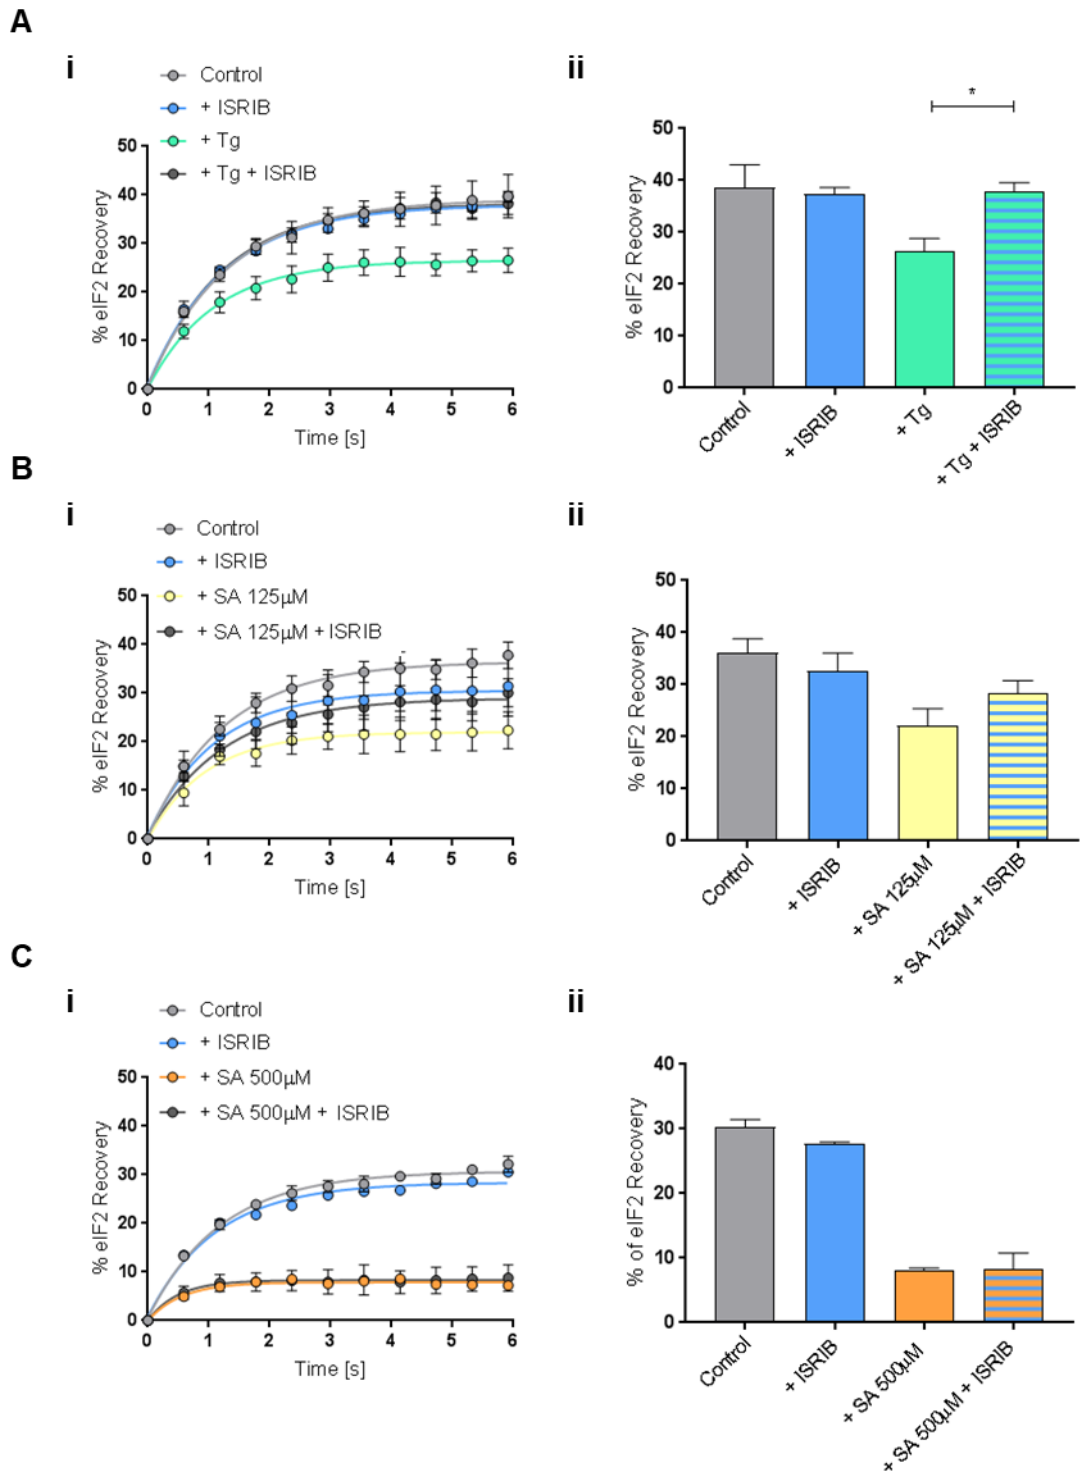 A
i
Control
+ ISRIB
+ Tg
+ Tg + ISRIB
% eIF2 Recovery
50
40
30
20
10
0
0 1 2 3 4 5 6
Time [s]
ii
*
% eIF2 Recovery
50
40
30
20
10
0
Control
+ ISRIB
+ Tg
+ Tg + ISRIB
B
i
Control
+ ISRIB
+ SA 125µM
+ SA 125µM + ISRIB
% eIF2 Recovery
50
40
30
20
10
0
0 1 2 3 4 5 6
Time [s]
ii
% eIF2 Recovery
50
40
30
20
10
0
Control
+ ISRIB
+ SA 125µM
+ SA 125µM + ISRIB
C
i
Control
+ ISRIB
+ SA 500µM
+ SA 500µM + ISRIB
% eIF2 Recovery
50
40
30
20
10
0
0 1 2 3 4 5 6
Time [s]
ii
% of eIF2 Recovery
40
30
20
10
0
Control
+ ISRIB
+ SA 500µM
+ SA 500µM + ISRIB